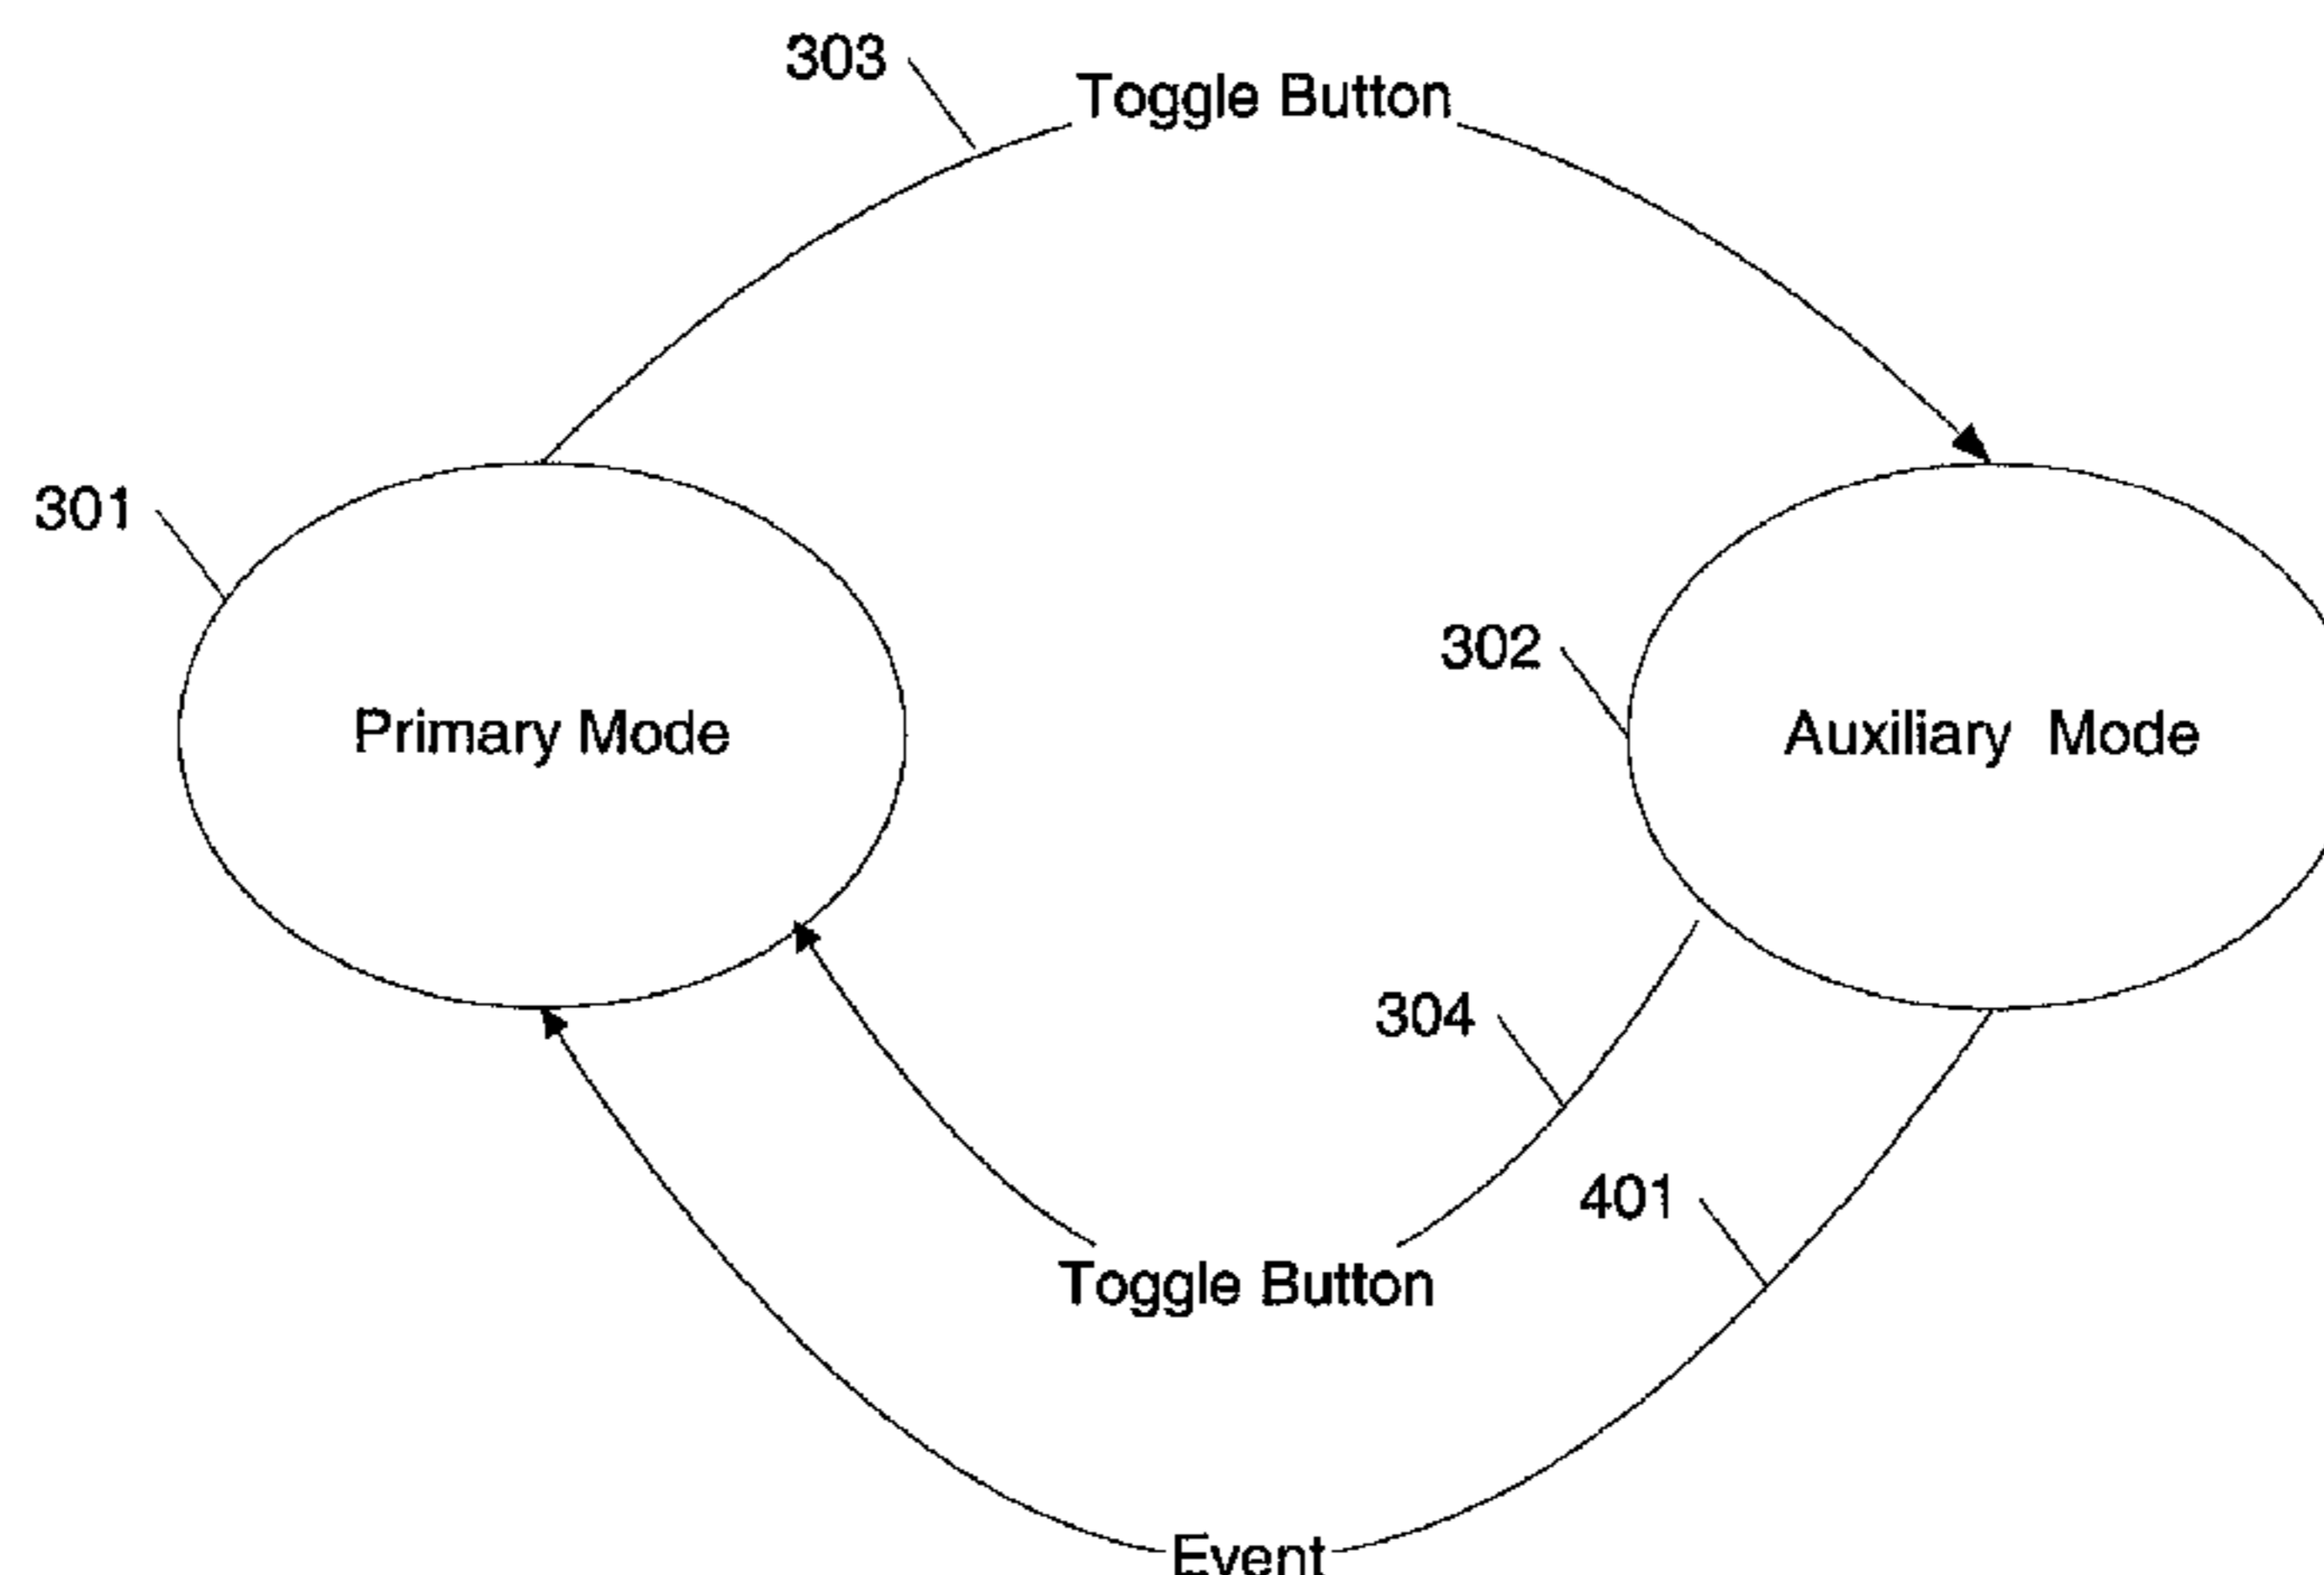 303
Toggle Button
301
302
Primary Mode
Auxiliary Mode
304
401
Toggle Button
Event